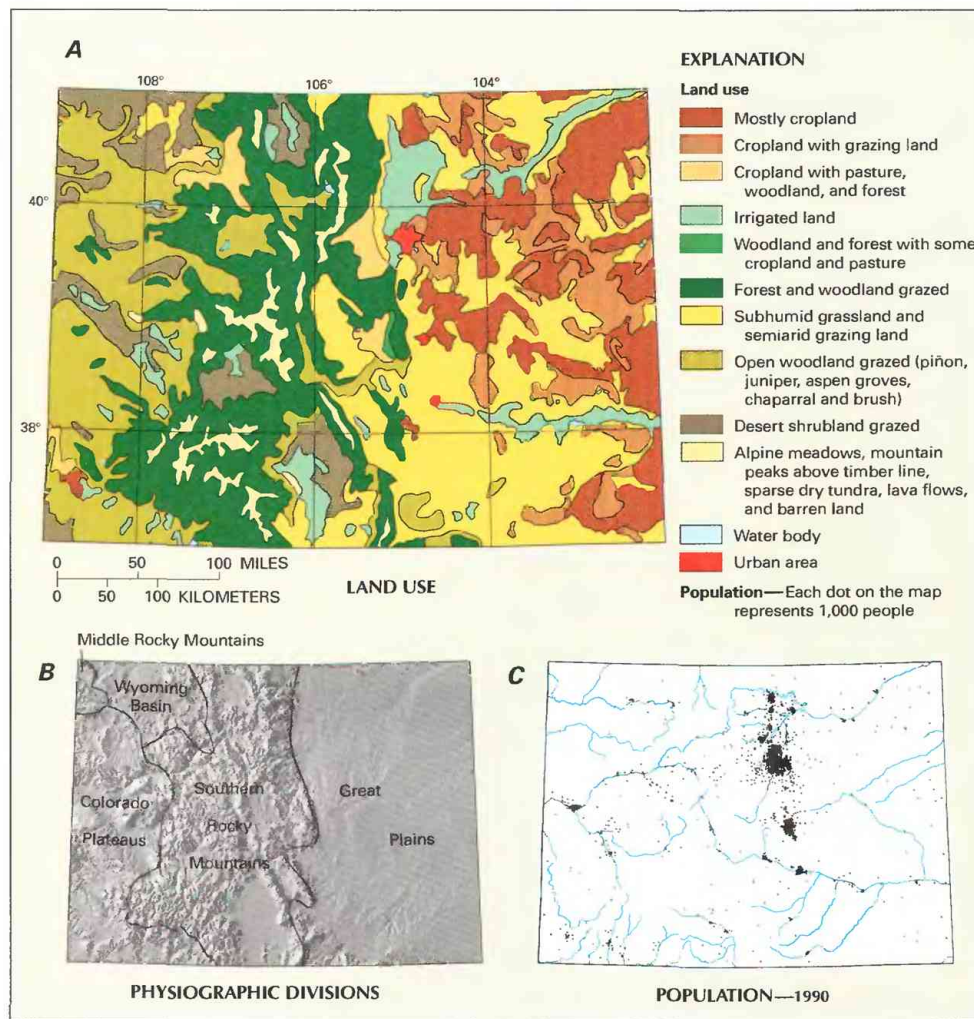 A
108°
106°
104°
40°
38°
0 50 100 MILES
0 50 100 KILOMETERS
LAND USE
EXPLANATION
Land use
Mostly cropland
Cropland with grazing land
Cropland with pasture,
woodland, and forest
Irrigated land
Woodland and forest with some
cropland and pasture
Forest and woodland grazed
Subhumid grassland and
semiarid grazing land
Open woodland grazed (piñon,
juniper, aspen groves,
chaparral and brush)
Desert shrubland grazed
Alpine meadows, mountain
peaks above timber line,
sparse dry tundra, lava flows,
and barren land
Water body
Urban area
Population—Each dot on the map
represents 1,000 people
Middle Rocky Mountains
B
Wyoming
Basin
Southern
Rocky
Mountains
Colorado
Plateaus
Great
Plains
PHYSIOGRAPHIC DIVISIONS
C
POPULATION—1990